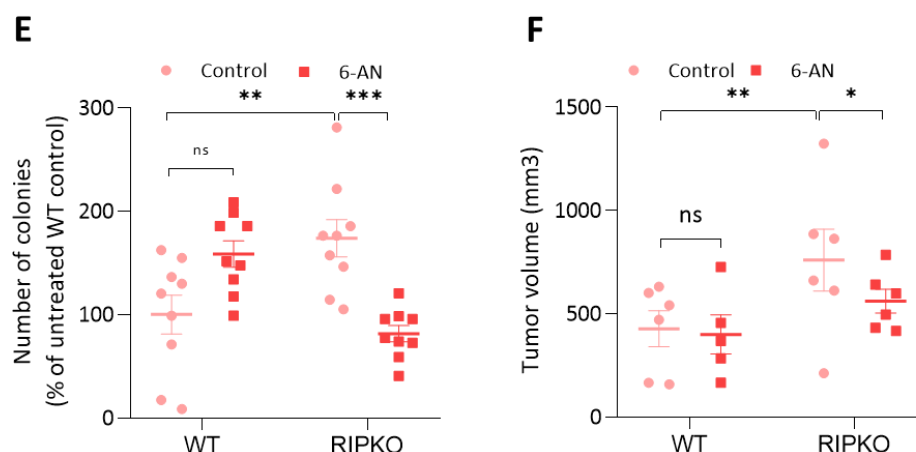 E
Control 6-AN
** ***
ns
300
200
100
0
Number of colonies
(% of untreated WT control)
WT RIPKO
F
Control 6-AN
** *
ns
1500
1000
500
0
Tumor volume (mm3)
WT RIPKO